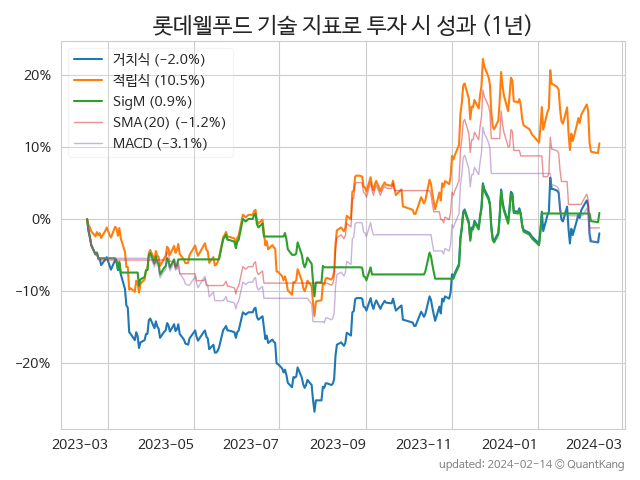 롯데웰푸드 기술 지표로 투자 시 성과 (1년)
거치식 (−2.0%)
적립식 (10.5%)
SigM (0.9%)
SMA(20) (−1.2%)
MACD (−3.1%)
20%
10%
0%
−10%
−20%
2023-03 2023-05 2023-07 2023-09 2023-11 2024-01 2024-03
updated: 2024-02-14 © QuantKang